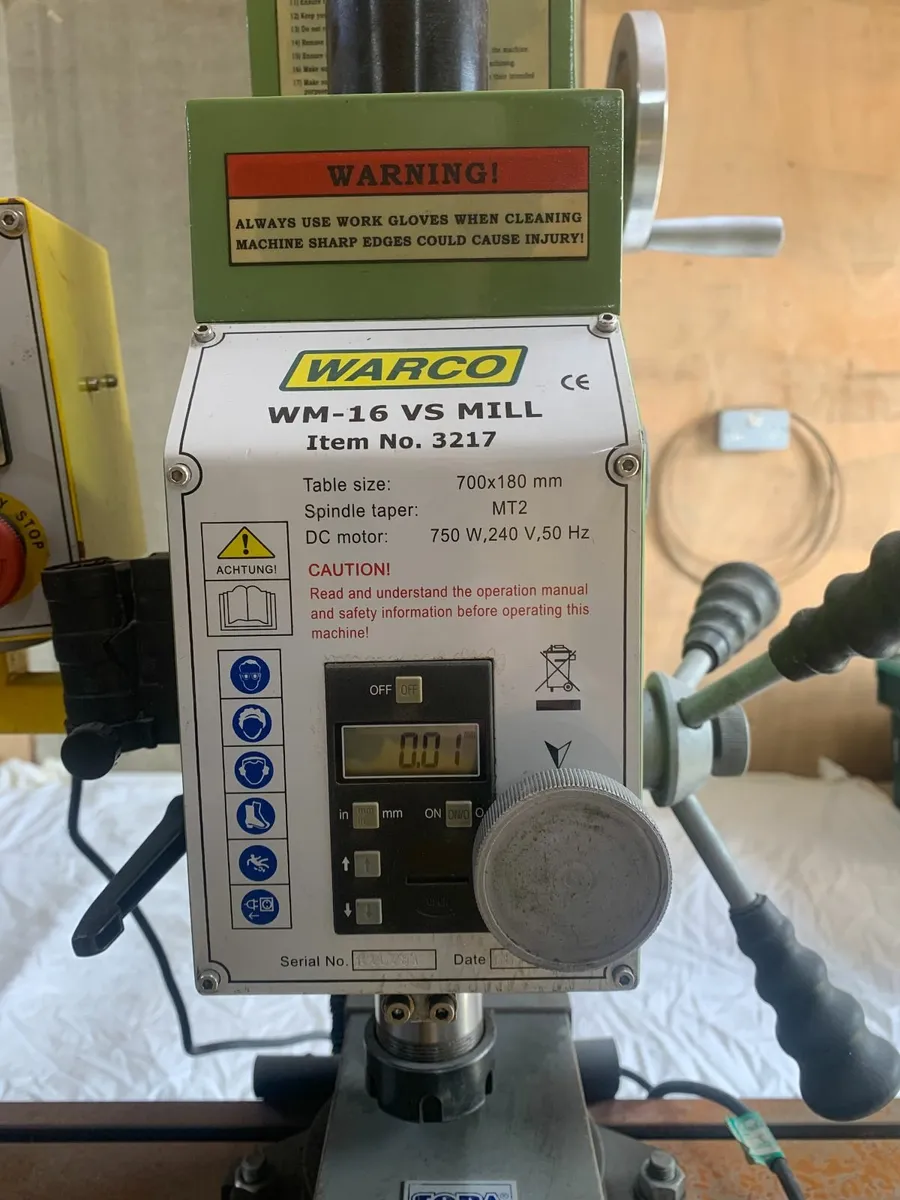 WARNING!
ALWAYS USE WORK GLOVES WHEN CLEANING
MACHINE SHARP EDGES COULD CAUSE INJURY!
WARCO
CE
WM-16 VS MILL
Item No. 3217
Table size: 700x180 mm
Spindle taper: MT2
DC motor: 750 W,240 V,50 Hz
ACHTUNG!
CAUTION!
Read and understand the operation manual
and safety information before operating this
machine!
STOP
OFF OFF
0.01
in mm ON
Serial No. Date